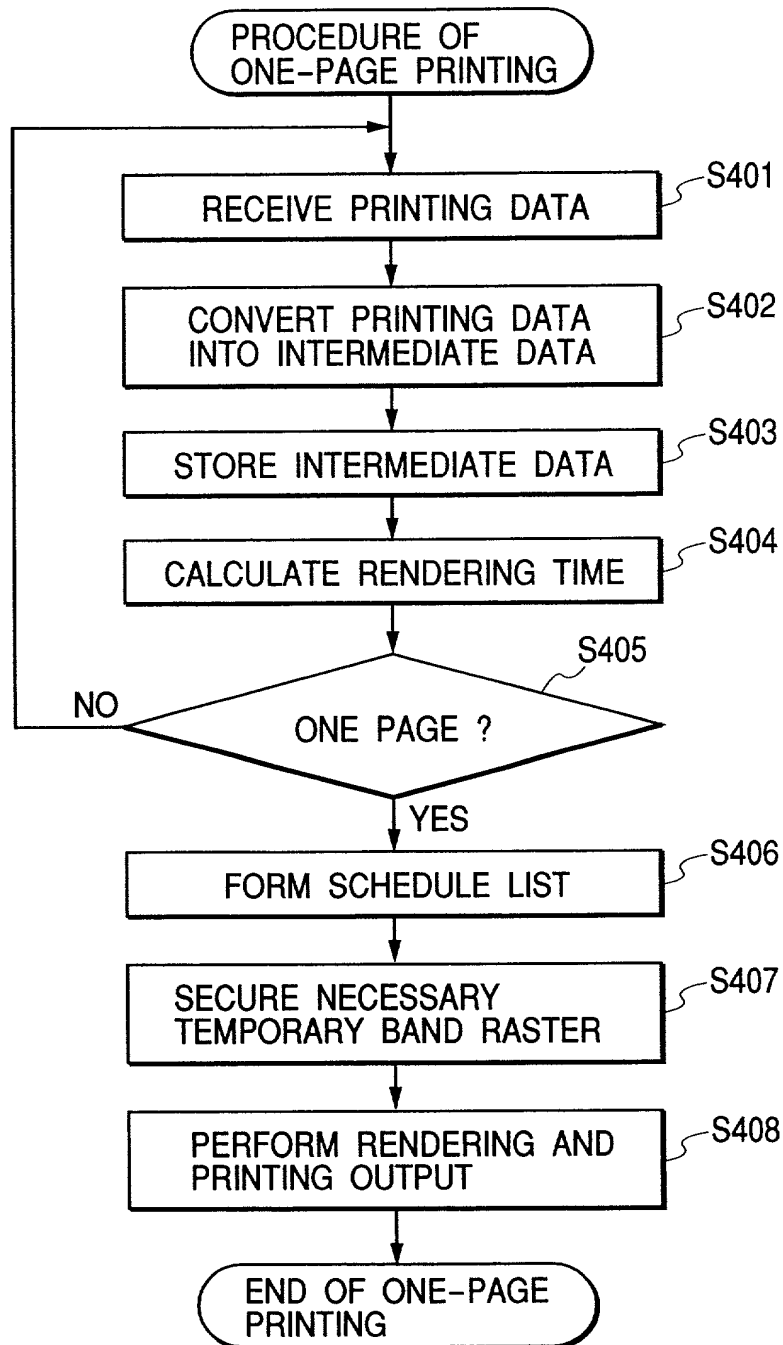 PROCEDURE OF
ONE-PAGE PRINTING
S401
RECEIVE PRINTING DATA
S402
CONVERT PRINTING DATA
INTO INTERMEDIATE DATA
S403
STORE INTERMEDIATE DATA
S404
CALCULATE RENDERING TIME
S405
NO
ONE PAGE ?
YES
S406
FORM SCHEDULE LIST
S407
SECURE NECESSARY
TEMPORARY BAND RASTER
S408
PERFORM RENDERING AND
PRINTING OUTPUT
END OF ONE-PAGE
PRINTING